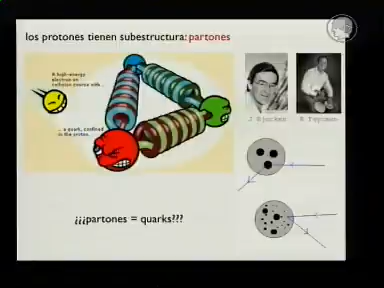 los protones tienen subestructura: partones
A high-energy
electron on
collision course with...
... a quark, confined
in the proton.
J Bjorken
R Feynman
¿¿¿partones = quarks???